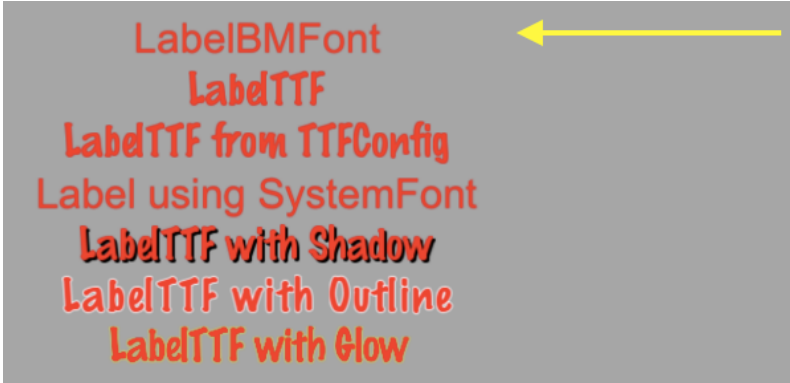 LabelBMFont
LabelTTF
LabelTTF from TTFConfig
Label using SystemFont
LabelTTF with Shadow
LabelTTF with Outline
LabelTTF with Glow